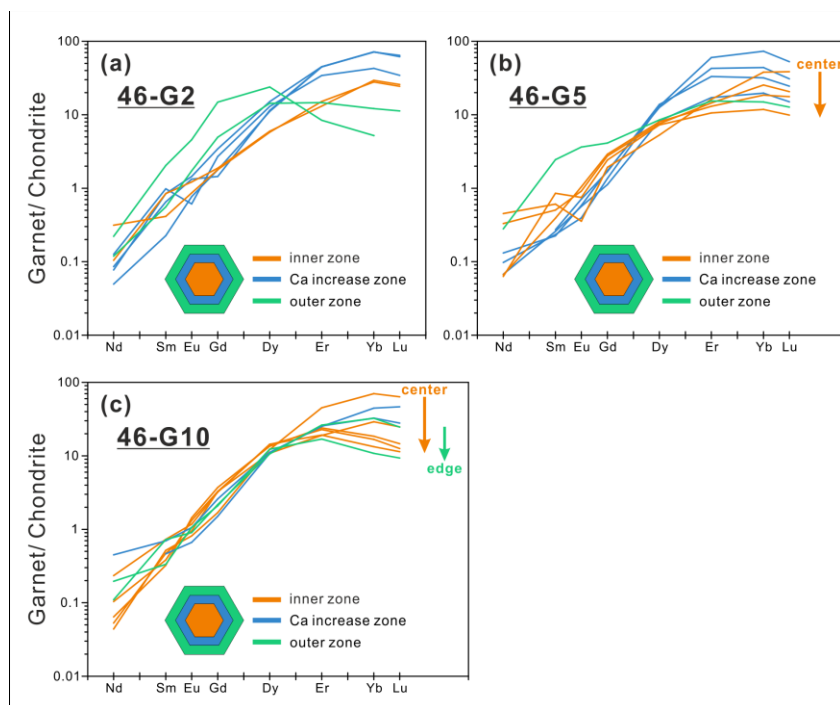 Garnet/ Chondrite
(a)
46-G2
100
10
1
0.1
0.01
Nd Sm Eu Gd Dy Er Yb Lu
inner zone
Ca increase zone
outer zone
(b)
46-G5
center
100
10
1
0.1
0.01
Nd Sm Eu Gd Dy Er Yb Lu
inner zone
Ca increase zone
outer zone
Garnet/ Chondrite
(c)
46-G10
center
edge
100
10
1
0.1
0.01
Nd Sm Eu Gd Dy Er Yb Lu
inner zone
Ca increase zone
outer zone